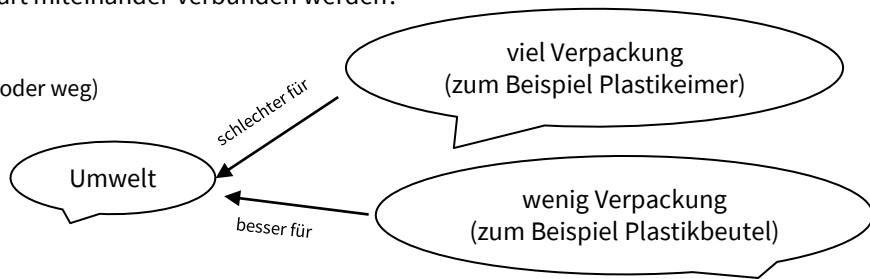 miteinander verbunden werden?
oder weg)
viel Verpackung
(zum Beispiel Plastikeimer)
schlechter für
Umwelt
besser für
wenig Verpackung
(zum Beispiel Plastikbeutel)